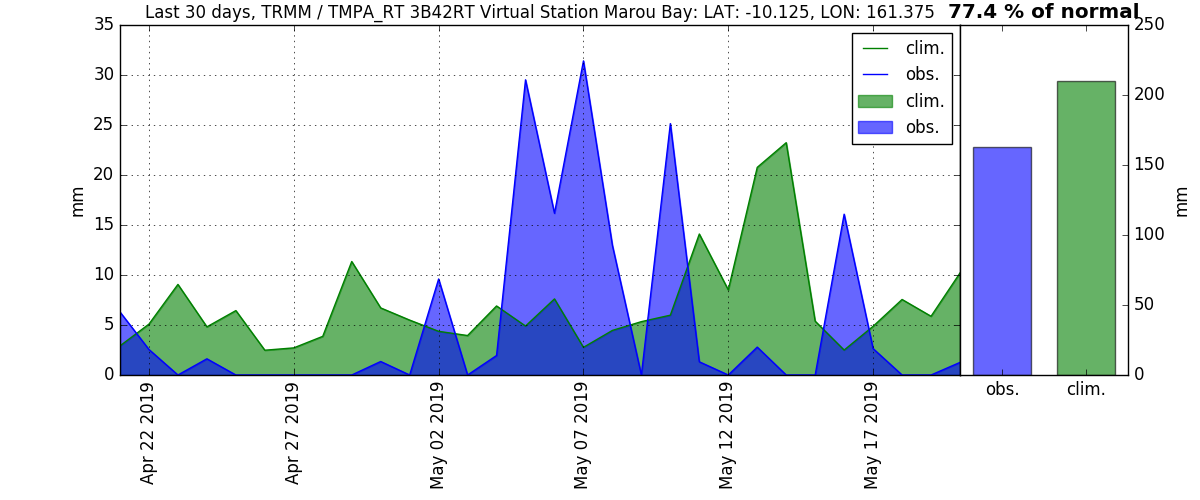 Last 30 days, TRMM / TMPA_RT 3B42RT Virtual Station Marou Bay: LAT: -10.125, LON: 161.375
77.4 % of normal
35
30
25
20
15
10
5
0
mm
clim.
obs.
clim.
obs.
Apr 22 2019
Apr 27 2019
May 02 2019
May 07 2019
May 12 2019
May 17 2019
250
200
150
100
50
0
mm
obs.
clim.